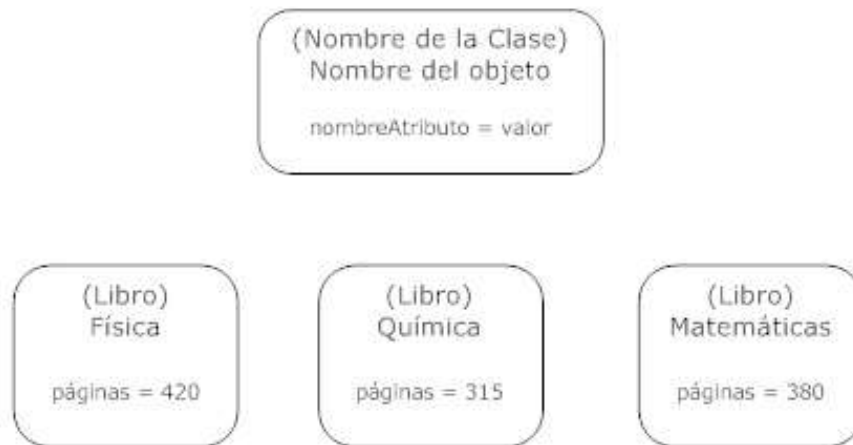 (Nombre de la Clase)
Nombre del objeto
nombreAtributo = valor
(Libro)
Física
páginas = 420
(Libro)
Química
páginas = 315
(Libro)
Matemáticas
páginas = 380